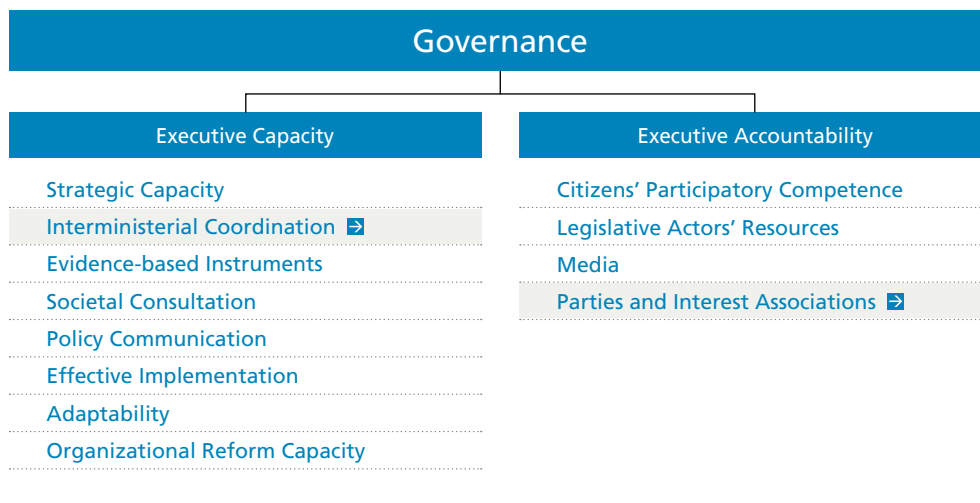 Governance
Executive Capacity
Strategic Capacity
Interministerial Coordination
Evidence-based Instruments
Societal Consultation
Policy Communication
Effective Implementation
Adaptability
Organizational Reform Capacity
Executive Accountability
Citizens’ Participatory Competence
Legislative Actors’ Resources
Media
Parties and Interest Associations